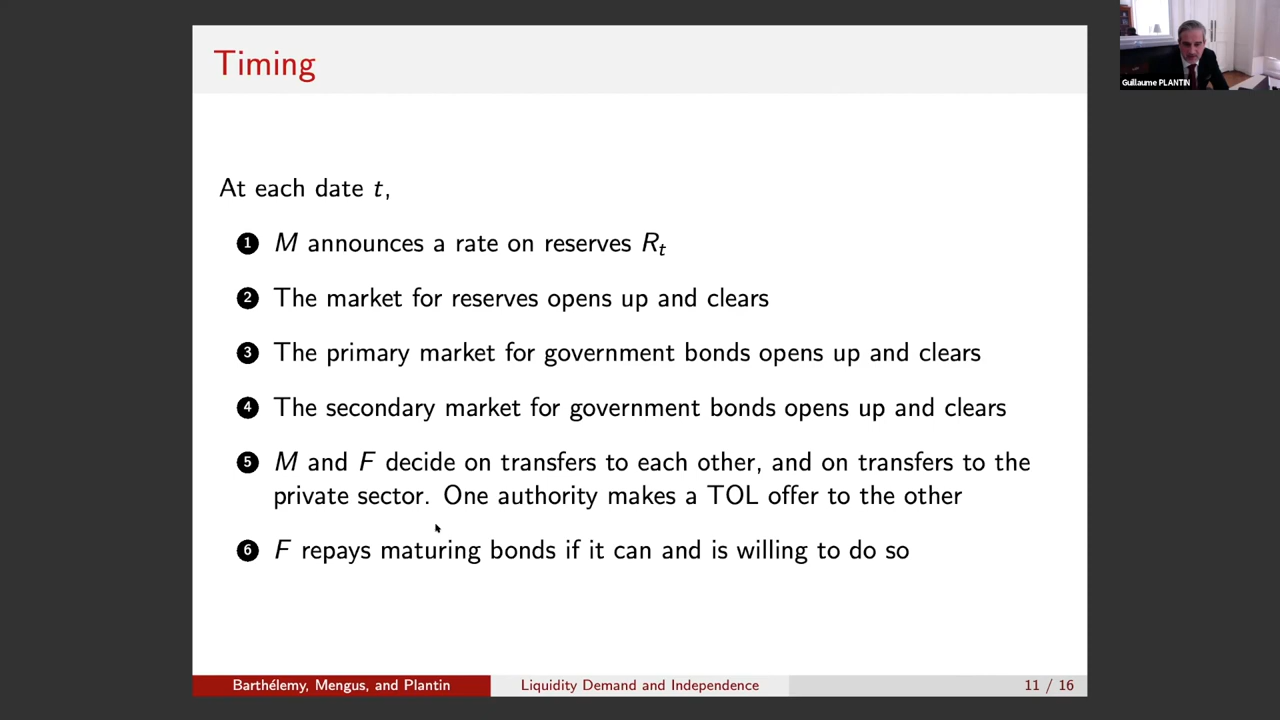 Timing
Guillaume PLANTIN
At each date t,
1 M announces a rate on reserves Rt
2 The market for reserves opens up and clears
3 The primary market for government bonds opens up and clears
4 The secondary market for government bonds opens up and clears
5 M and F decide on transfers to each other, and on transfers to the
private sector. One authority makes a TOL offer to the other
6 F repays maturing bonds if it can and is willing to do so
Barthélemy, Mengus, and Plantin
Liquidity Demand and Independence
11 / 16